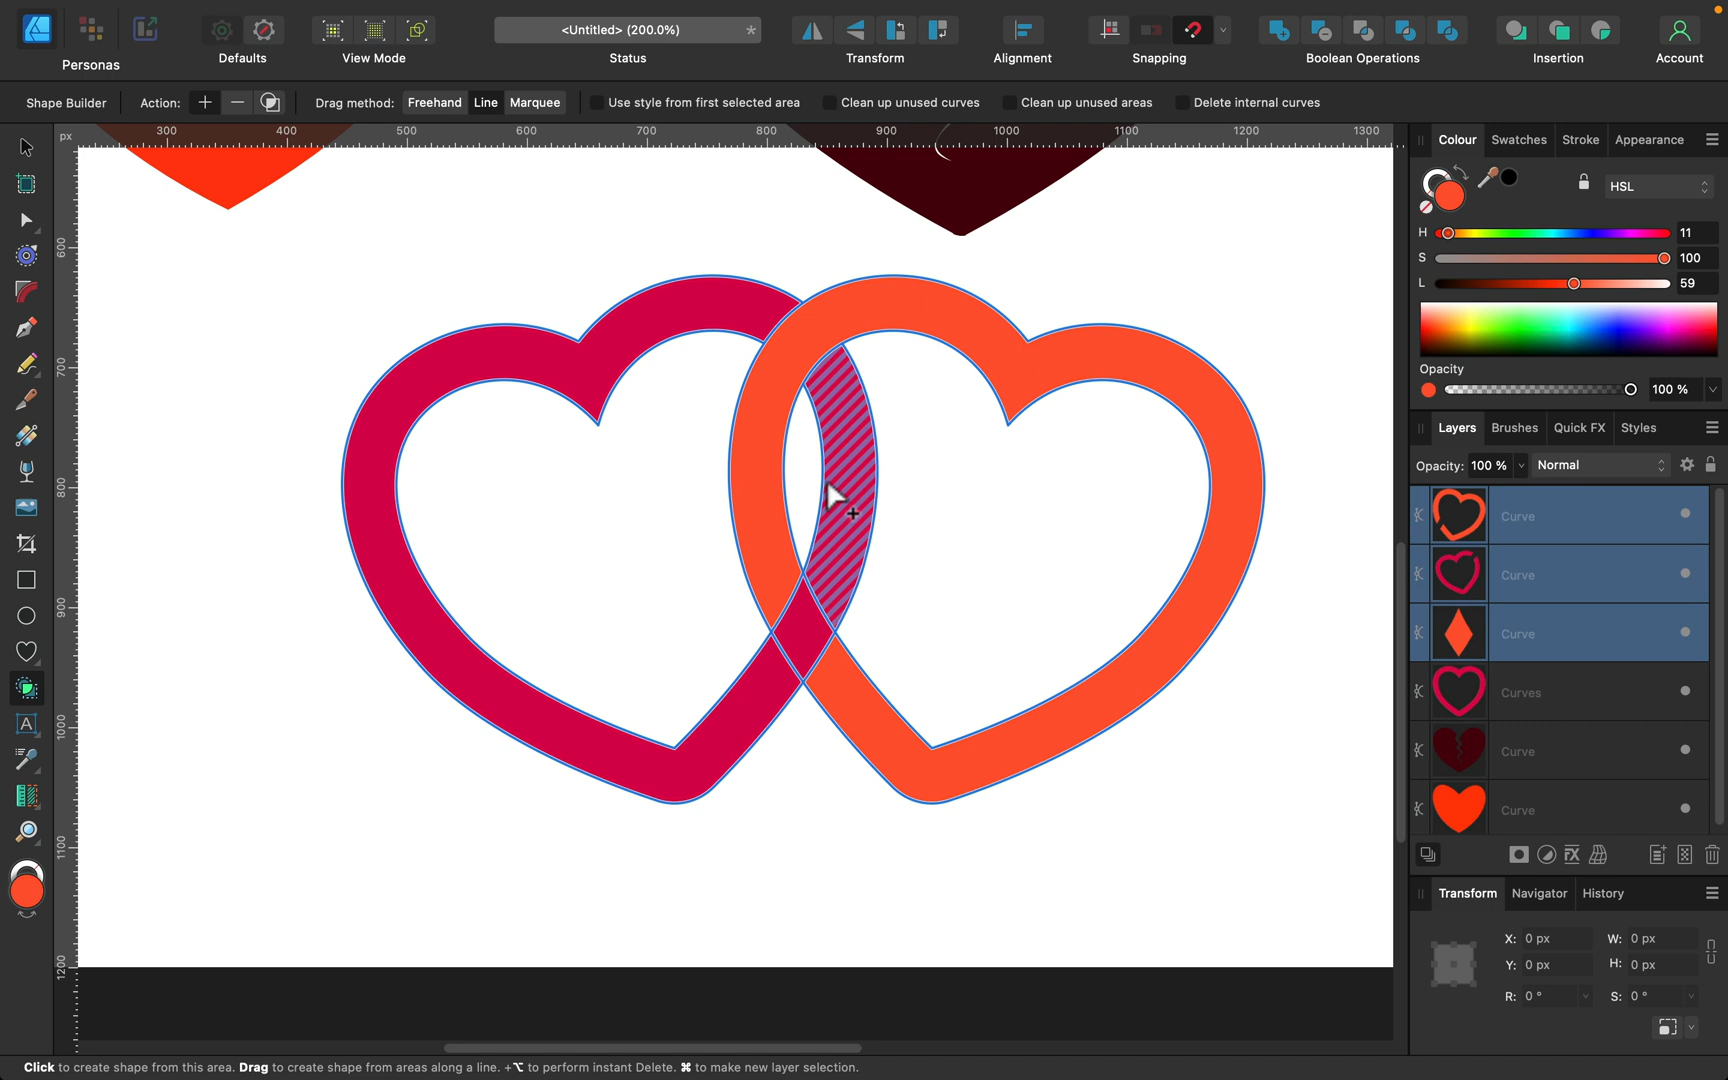 <Untitled> (200.0%)
*
Personas
Defaults
View Mode
Status
Transform
Alignment
Snapping
Boolean Operations
Insertion
Account
Shape Builder
Action:
Drag method:
Freehand
Line
Marquee
Use style from first selected area
Clean up unused curves
Clean up unused areas
Delete internal curves
px
300
400
500
600
700
800
900
1000
1100
1200
1300
600
700
800
900
1000
1100
1200
Colour
Swatches
Stroke
Appearance
HSL
H
11
S
100
L
59
Opacity
100 %
Layers
Brushes
Quick FX
Styles
Opacity:
100 %
Normal
Curve
Curve
Curve
Curves
Curve
Curve
Transform
Navigator
History
X: 0 px
W: 0 px
Y: 0 px
H: 0 px
R: 0 °
S: 0 °
Click to create shape from this area. Drag to create shape from areas along a line. +⌥ to perform instant Delete. ⌘ to make new layer selection.